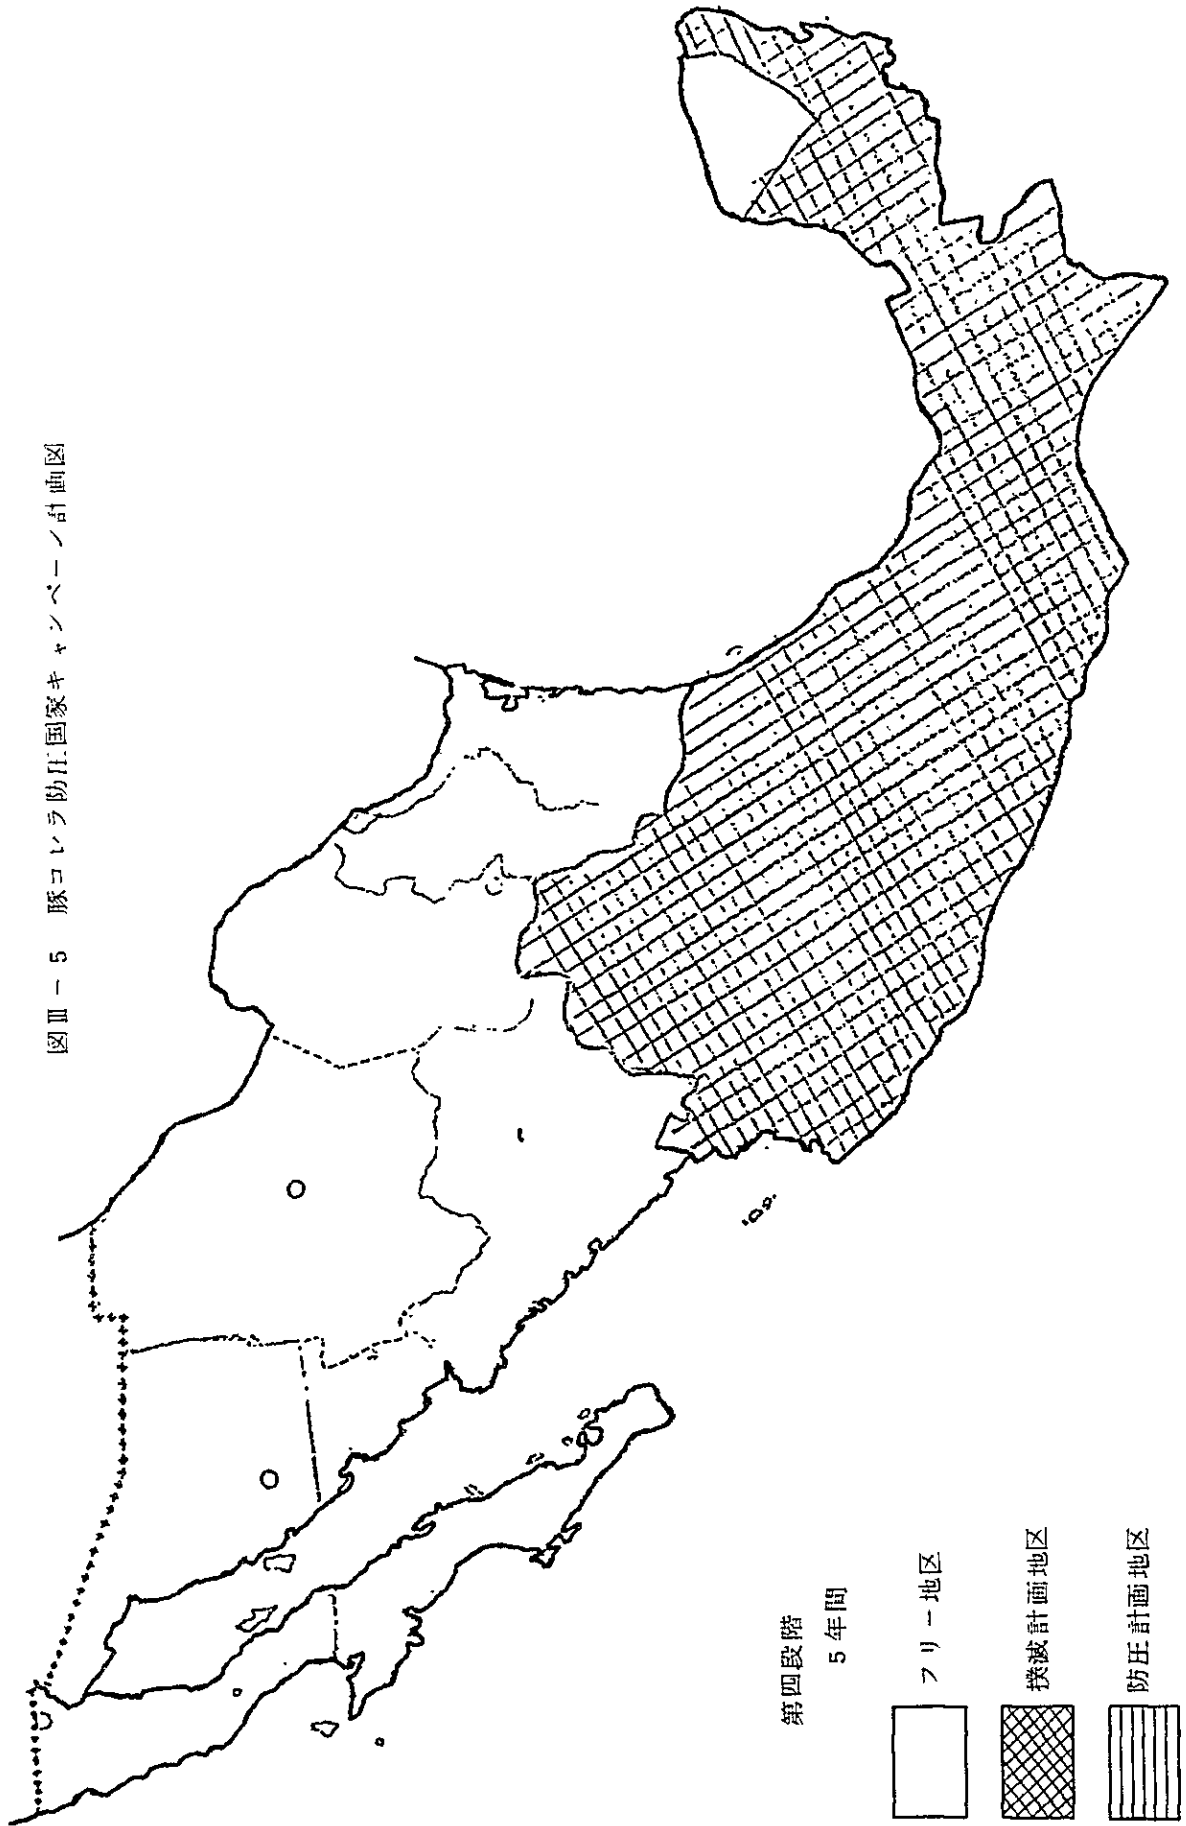 図Ⅲ-5 豚コレラ防圧国家キャンペーン計画図
第四段階
5年間
フリー地区
撲滅計画地区
防圧計画地区